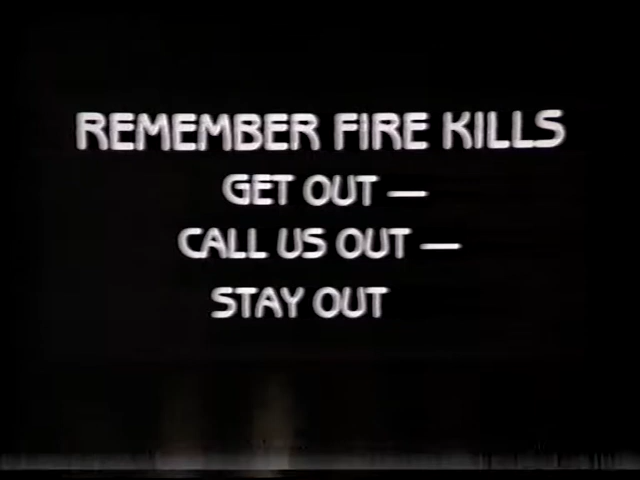 REMEMBER FIRE KILLS
GET OUT —
CALL US OUT —
STAY OUT